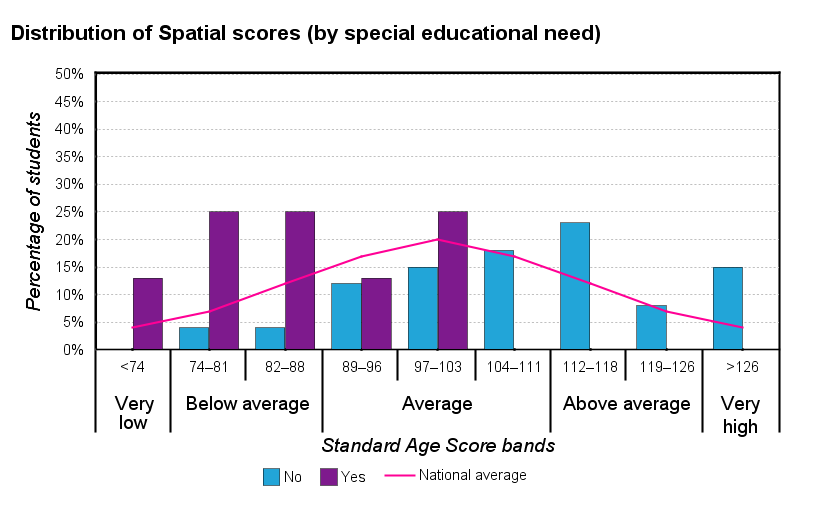 Distribution of Spatial scores (by special educational need)
Percentage of students
50%
45%
40%
35%
30%
25%
20%
15%
10%
5%
0%
<74 74–81 82–88 89–96 97–103 104–111 112–118 119–126 >126
Very low Below average Average Above average Very high
Standard Age Score bands
No Yes National average